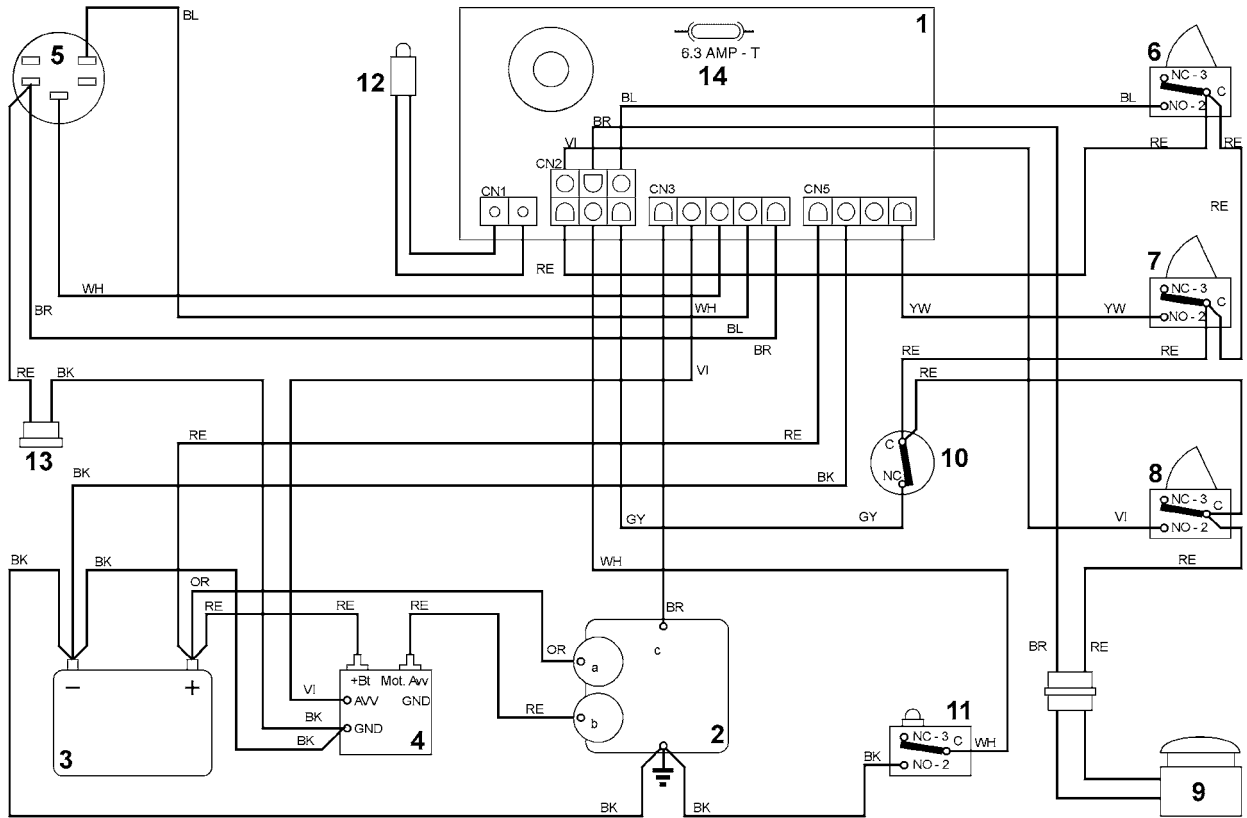 BL
5
12
1
6.3 AMP - T
14
6
NC - 3
C
NO - 2
BL
BR
VI
BL
RE
RE
CN2
CN1
CN3
CN5
RE
RE
7
NC - 3
C
NO - 2
WH
BR
WH
YW
YW
BL
BR
RE
RE
RE
BK
VI
RE
13
RE
RE
C
10
NC
BK
BK
8
NC - 3
C
NO - 2
GY
GY
VI
BK
BK
OR
WH
RE
RE
RE
RE
BR
OR
c
a
BR
RE
+Bt
Mot. Avv
–
+
VI
AVV
GND
RE
b
BK
GND
3
BK
4
2
11
NC - 3
C
WH
BK
NO - 2
9
BK
BK